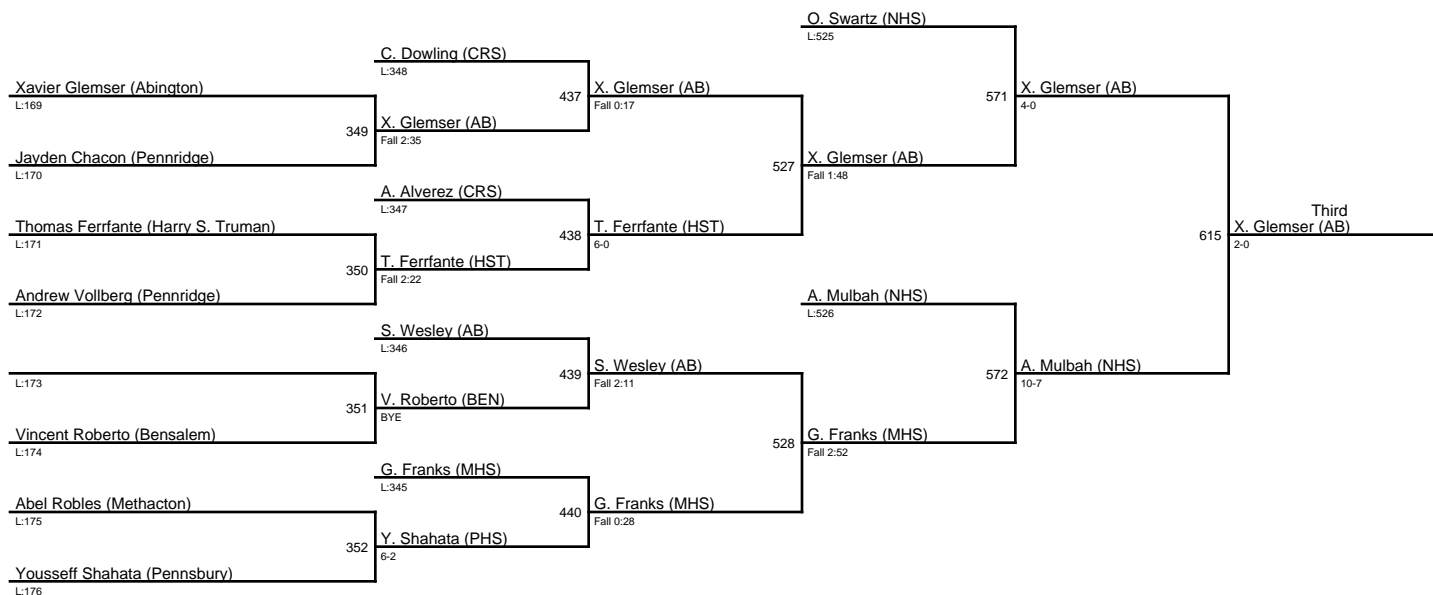 O. Swartz (NHS)
L:525
C. Dowling (CRS)
L:348
Xavier Glemser (Abington)
L:169
437
X. Glemser (AB)
Fall 0:17
571
X. Glemser (AB)
4-0
349
X. Glemser (AB)
Fall 2:35
Jayden Chacon (Pennridge)
L:170
527
X. Glemser (AB)
Fall 1:48
A. Alverez (CRS)
L:347
Thomas Ferrfante (Harry S. Truman)
L:171
438
T. Ferrfante (HST)
6-0
615
Third
X. Glemser (AB)
2-0
350
T. Ferrfante (HST)
Fall 2:22
Andrew Vollberg (Pennridge)
L:172
A. Mulbah (NHS)
L:526
S. Wesley (AB)
L:346
L:173
439
S. Wesley (AB)
Fall 2:11
572
A. Mulbah (NHS)
10-7
351
V. Roberto (BEN)
BYE
Vincent Roberto (Bensalem)
L:174
528
G. Franks (MHS)
Fall 2:52
G. Franks (MHS)
L:345
Abel Robles (Methacton)
L:175
440
G. Franks (MHS)
Fall 0:28
352
Y. Shahata (PHS)
6-2
Yousseff Shahata (Pennsbury)
L:176